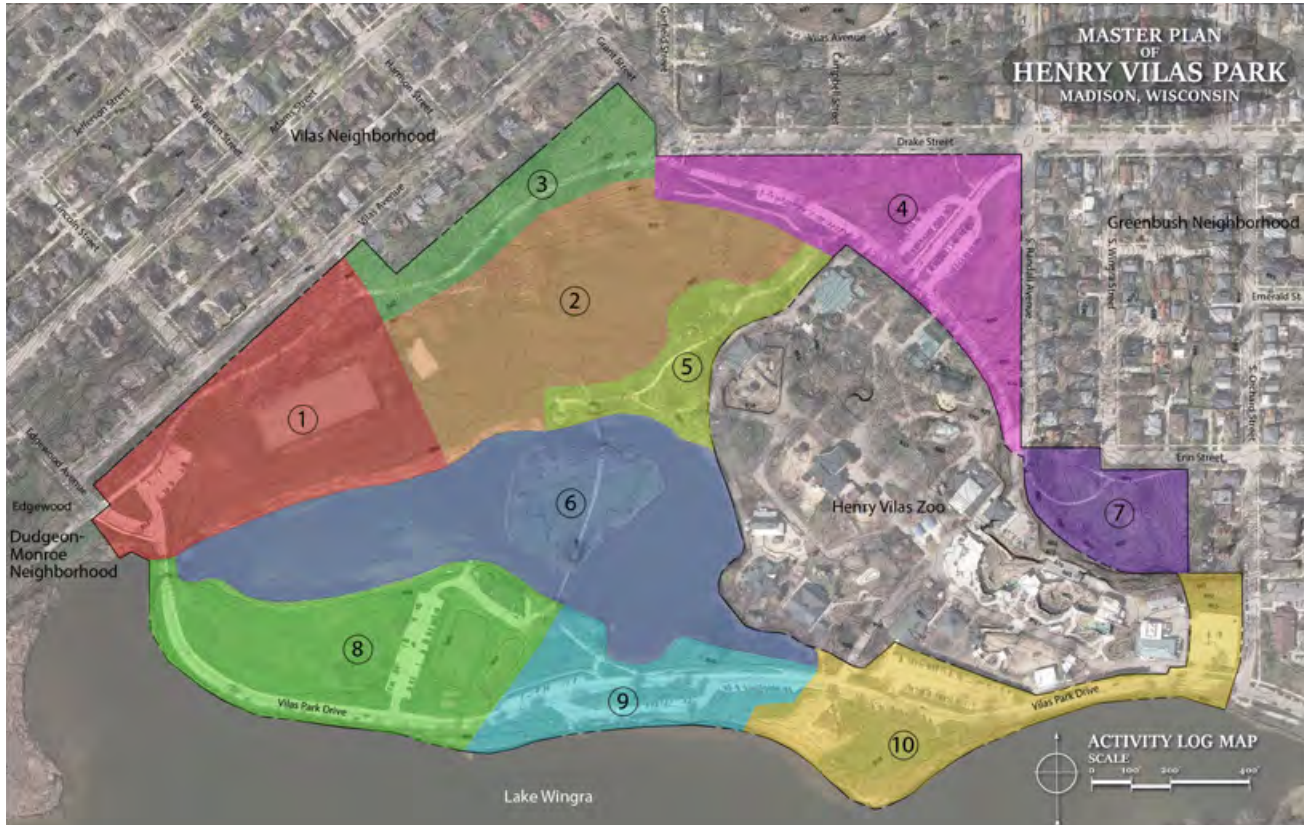 MASTER PLAN
OF
HENRY VILAS PARK
MADISON, WISCONSIN
Grant Street
Vilas Avenue
Campbell Street
Harrison Street
Jefferson Street
Van Buren Street
Adam Street
Vilas Neighborhood
Drake Street
Lincoln Street
Vilas Avenue
3
4
Greenbush Neighborhood
S. Randall Avenue
S. Wing
Street
Emerald St
2
5
S. Orchard Street
1
Edgewood Avenue
Erin Street
Edgewood
Dudgeon-
Monroe
Neighborhood
6
Henry Vilas Zoo
7
8
Vilas Park Drive
9
Vilas Park Drive
10
Lake Wingra
ACTIVITY LOG MAP
SCALE
0 100' 200' 400'